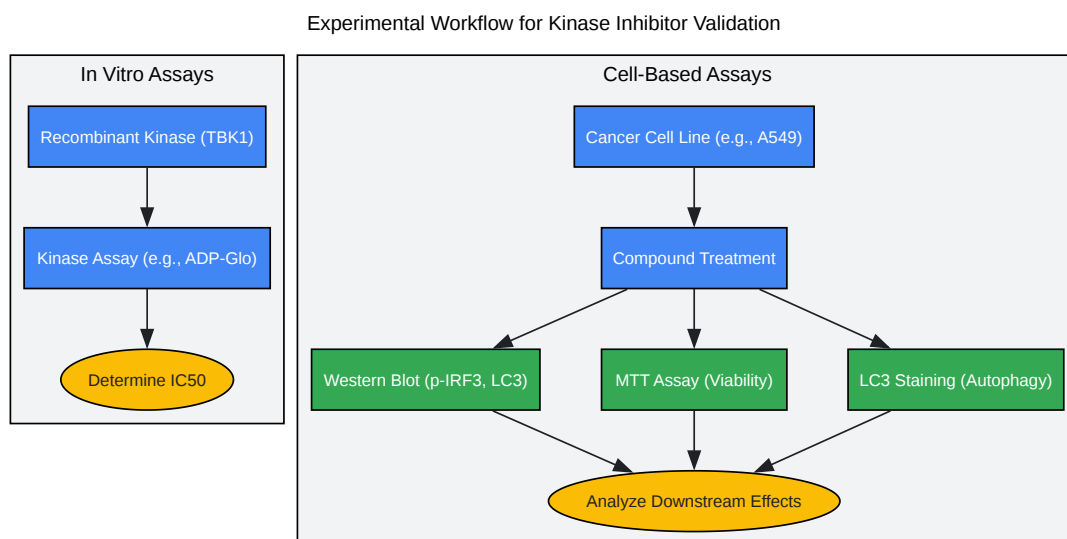 Experimental Workflow for Kinase Inhibitor Validation
In Vitro Assays
Recombinant Kinase (TBK1)
Kinase Assay (e.g., ADP-Glo)
Determine IC50
Cell-Based Assays
Cancer Cell Line (e.g., A549)
Compound Treatment
Western Blot (p-IRF3, LC3)
MTT Assay (Viability)
LC3 Staining (Autophagy)
Analyze Downstream Effects